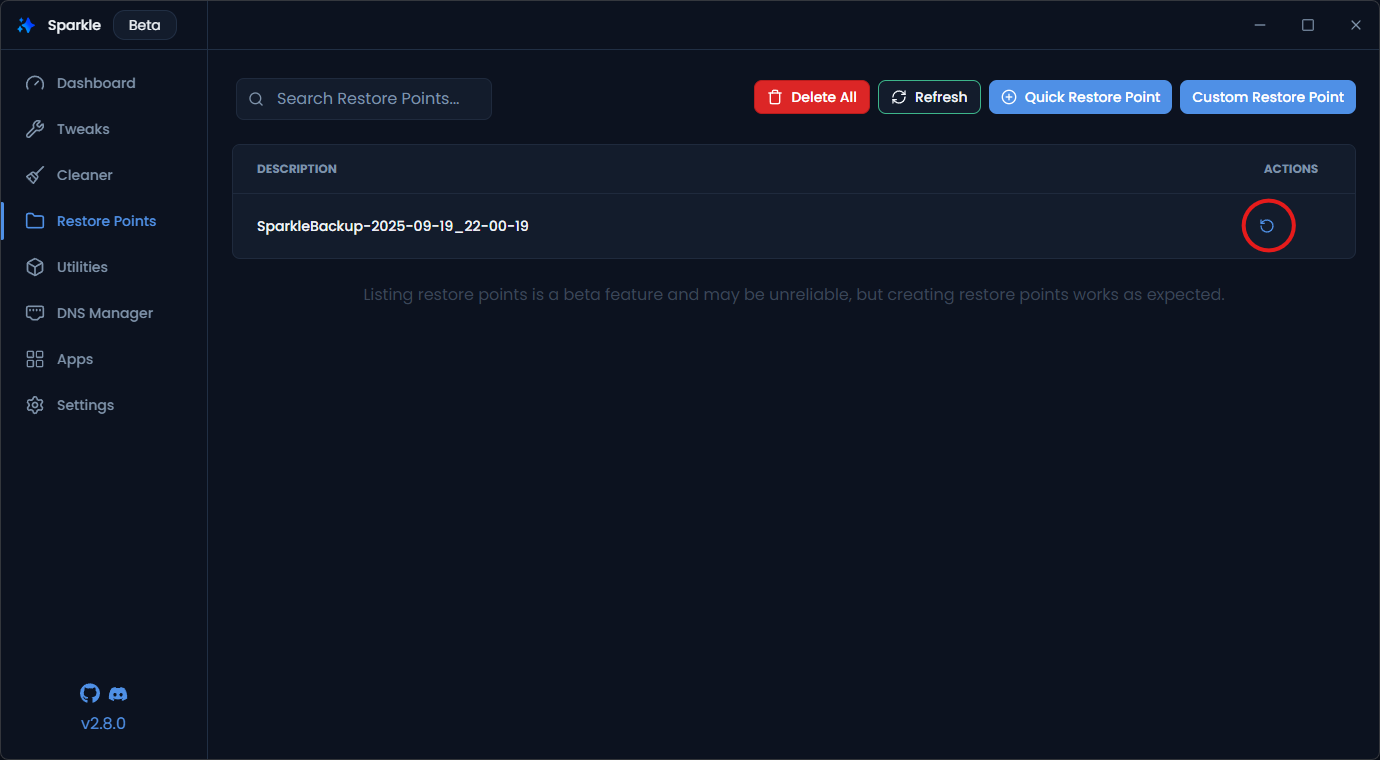 Sparkle Beta
Dashboard
Tweaks
Cleaner
Restore Points
Utilities
DNS Manager
Apps
Settings
v2.8.0
Search Restore Points...
Delete All Refresh Quick Restore Point Custom Restore Point
DESCRIPTION ACTIONS
SparkleBackup-2025-09-19_22-00-19
Listing restore points is a beta feature and may be unreliable, but creating restore points works as expected.